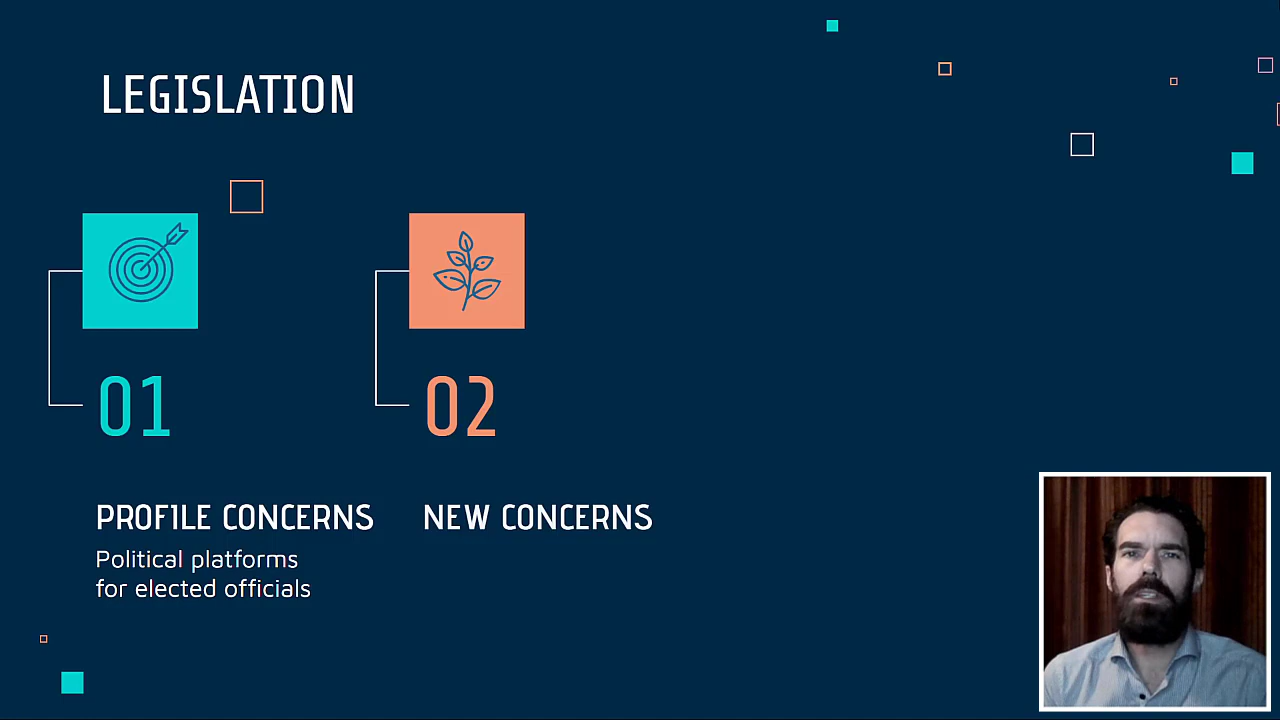 LEGISLATION
01
02
PROFILE CONCERNS
Political platforms
for elected officials
NEW CONCERNS